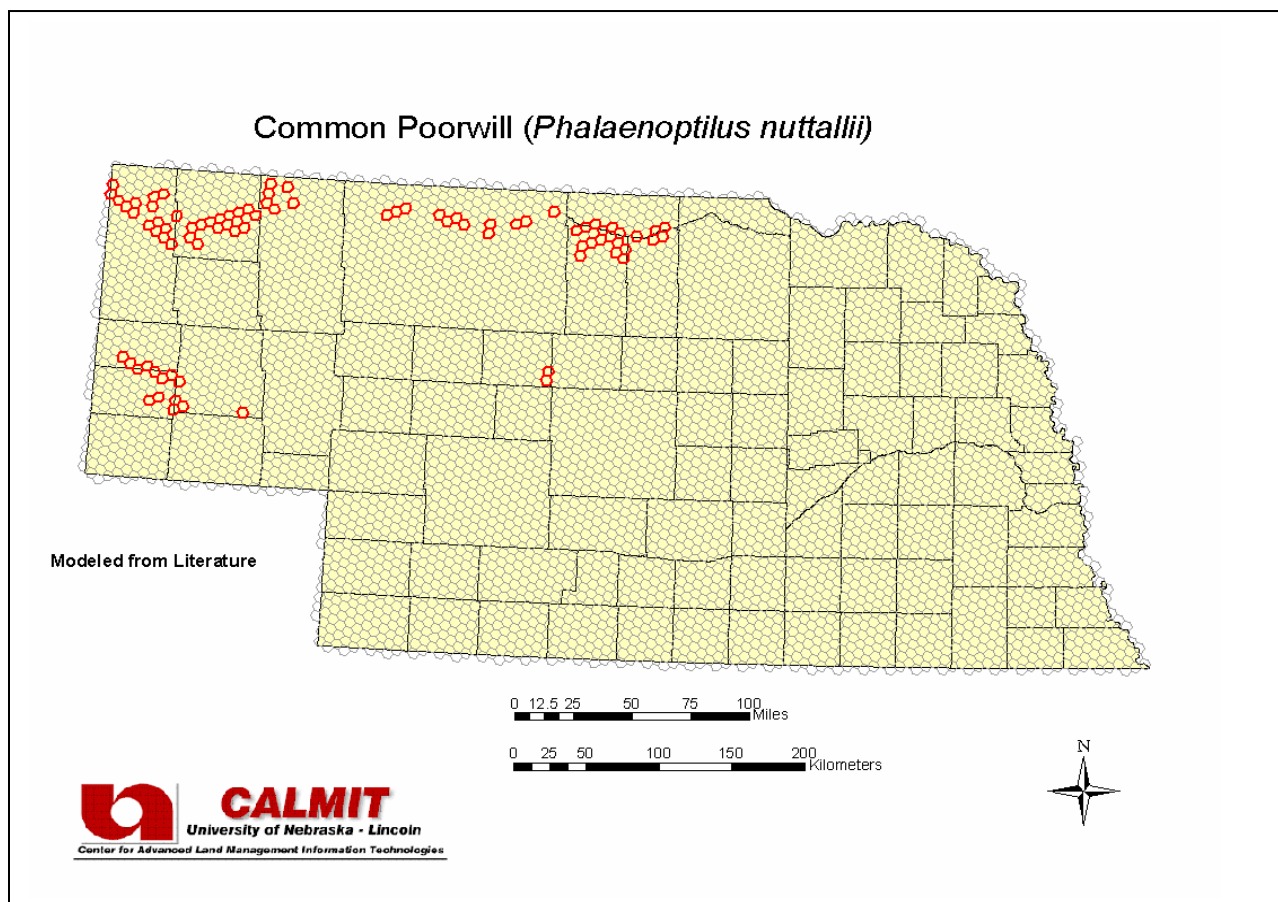 Common Poorwill (Phalaenoptilus nuttallii)
Modeled from Literature
0 12.5 25 50 75 100
Miles
0 25 50 100 150 200
Kilometers
N
CALMIT
University of Nebraska - Lincoln
Center for Advanced Land Management Information Technologies